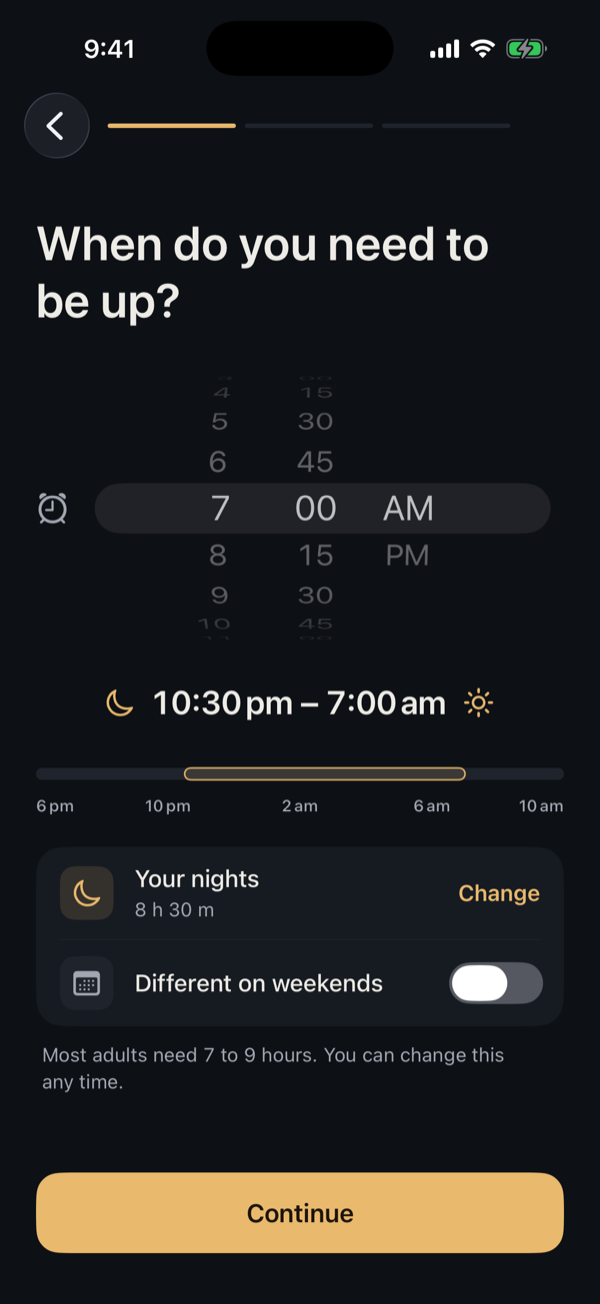 9:41
When do you need to
be up?
4 15
5 30
6 45
7 00 AM
8 15 PM
9 30
10 45
10:30 pm – 7:00 am
6 pm 10 pm 2 am 6 am 10 am
Your nights
8 h 30 m
Change
Different on weekends
Most adults need 7 to 9 hours. You can change this
any time.
Continue